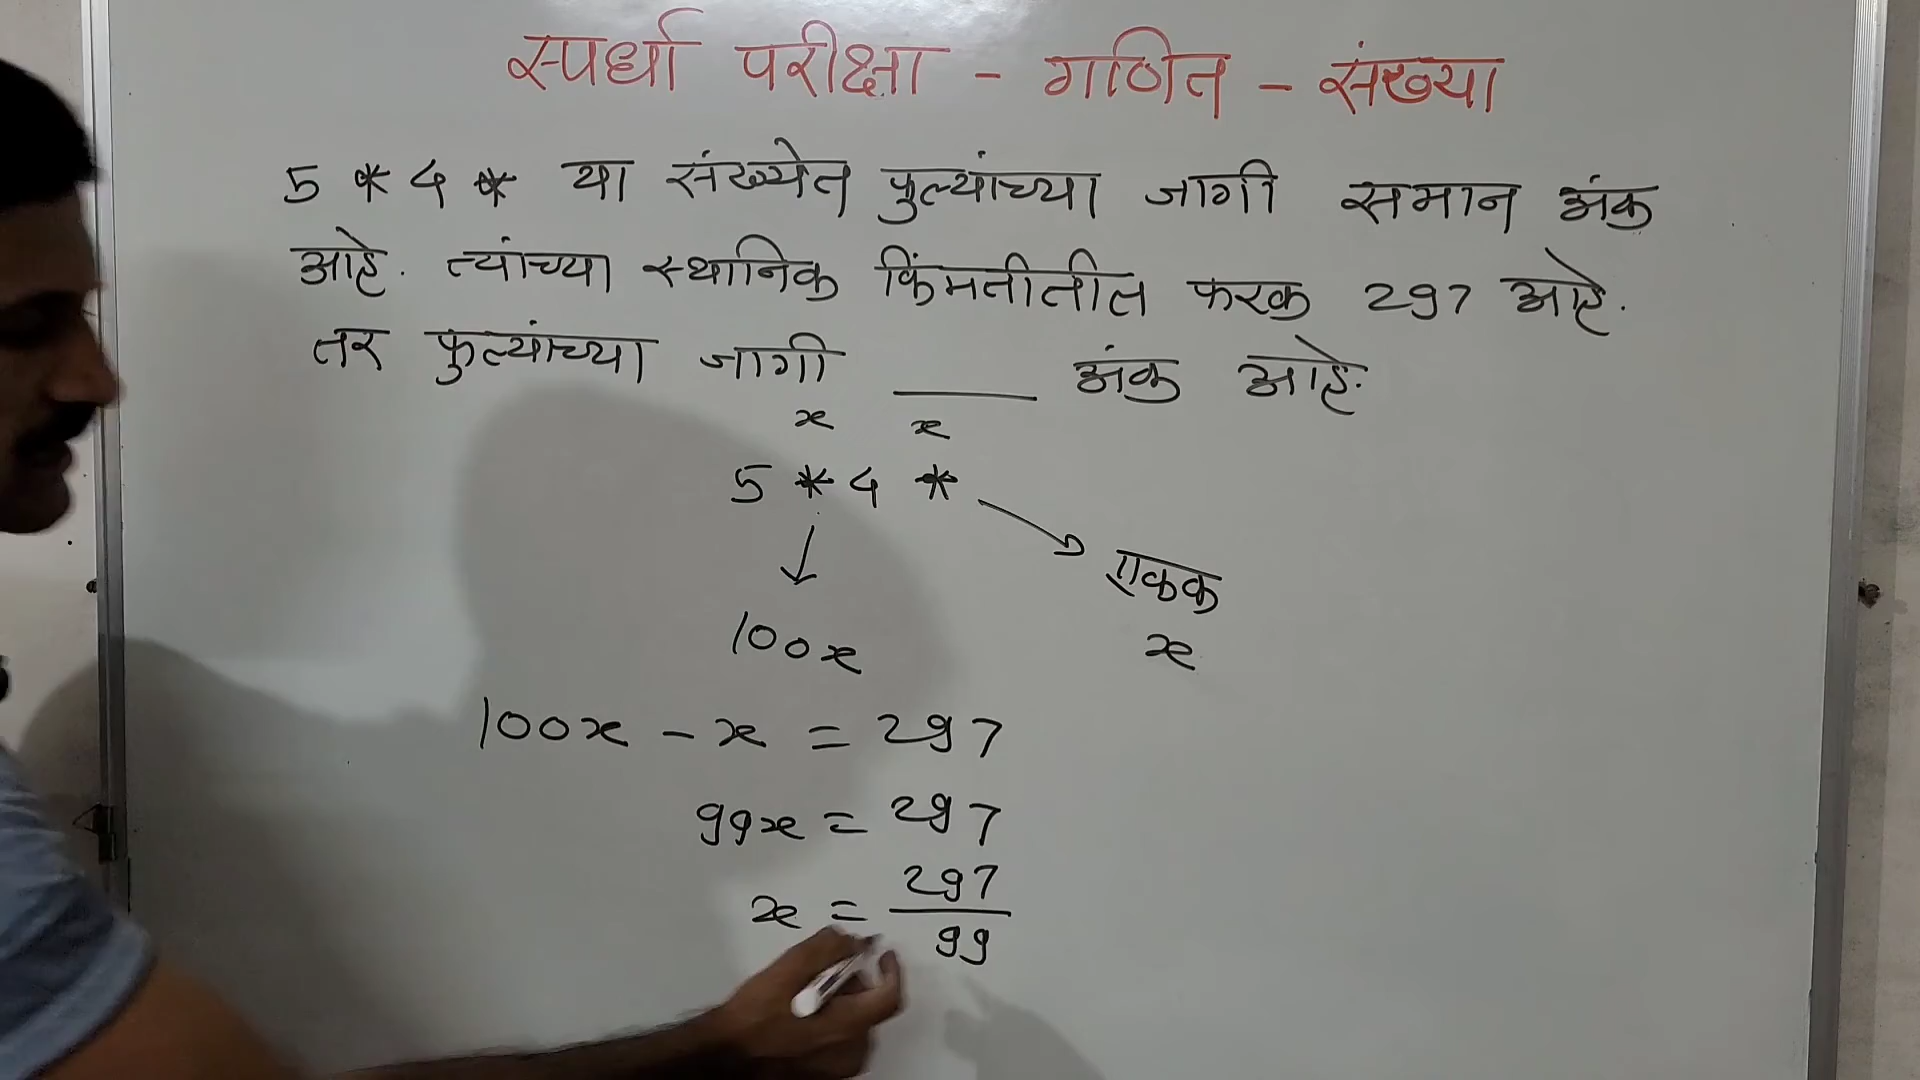 स्पर्धा परीक्षा - गणित - संख्या
5 * 4 * या संख्येत फुल्यांच्या जागी समान अंक
आहे. त्यांच्या स्थानिक किंमतीतील फरक 297 आहे.
तर फुल्यांच्या जागी ____ अंक आहे.
x x
5 * 4 *
↓ → एकक
100x x
100x - x = 297
99x = 297
x = 297/99